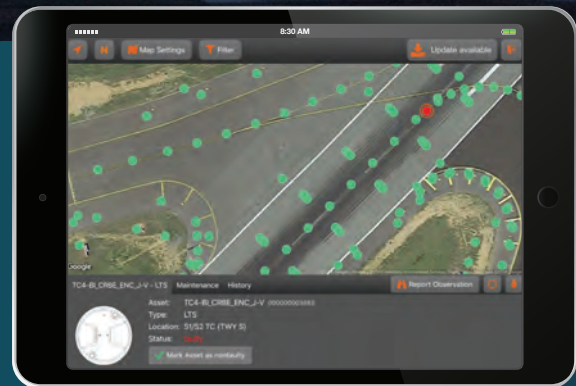 8:30 AM
N Map Settings Filter Update available
Google
TC4-BI_CRBE_ENC_J-V - LTS Maintenance History Report Observation
Asset: TC4-BI_CRBE_ENC_J-V
Type: LTS
Location: S1/S2 TC (TWY S)
Status:
Mark Asset as nonfaulty